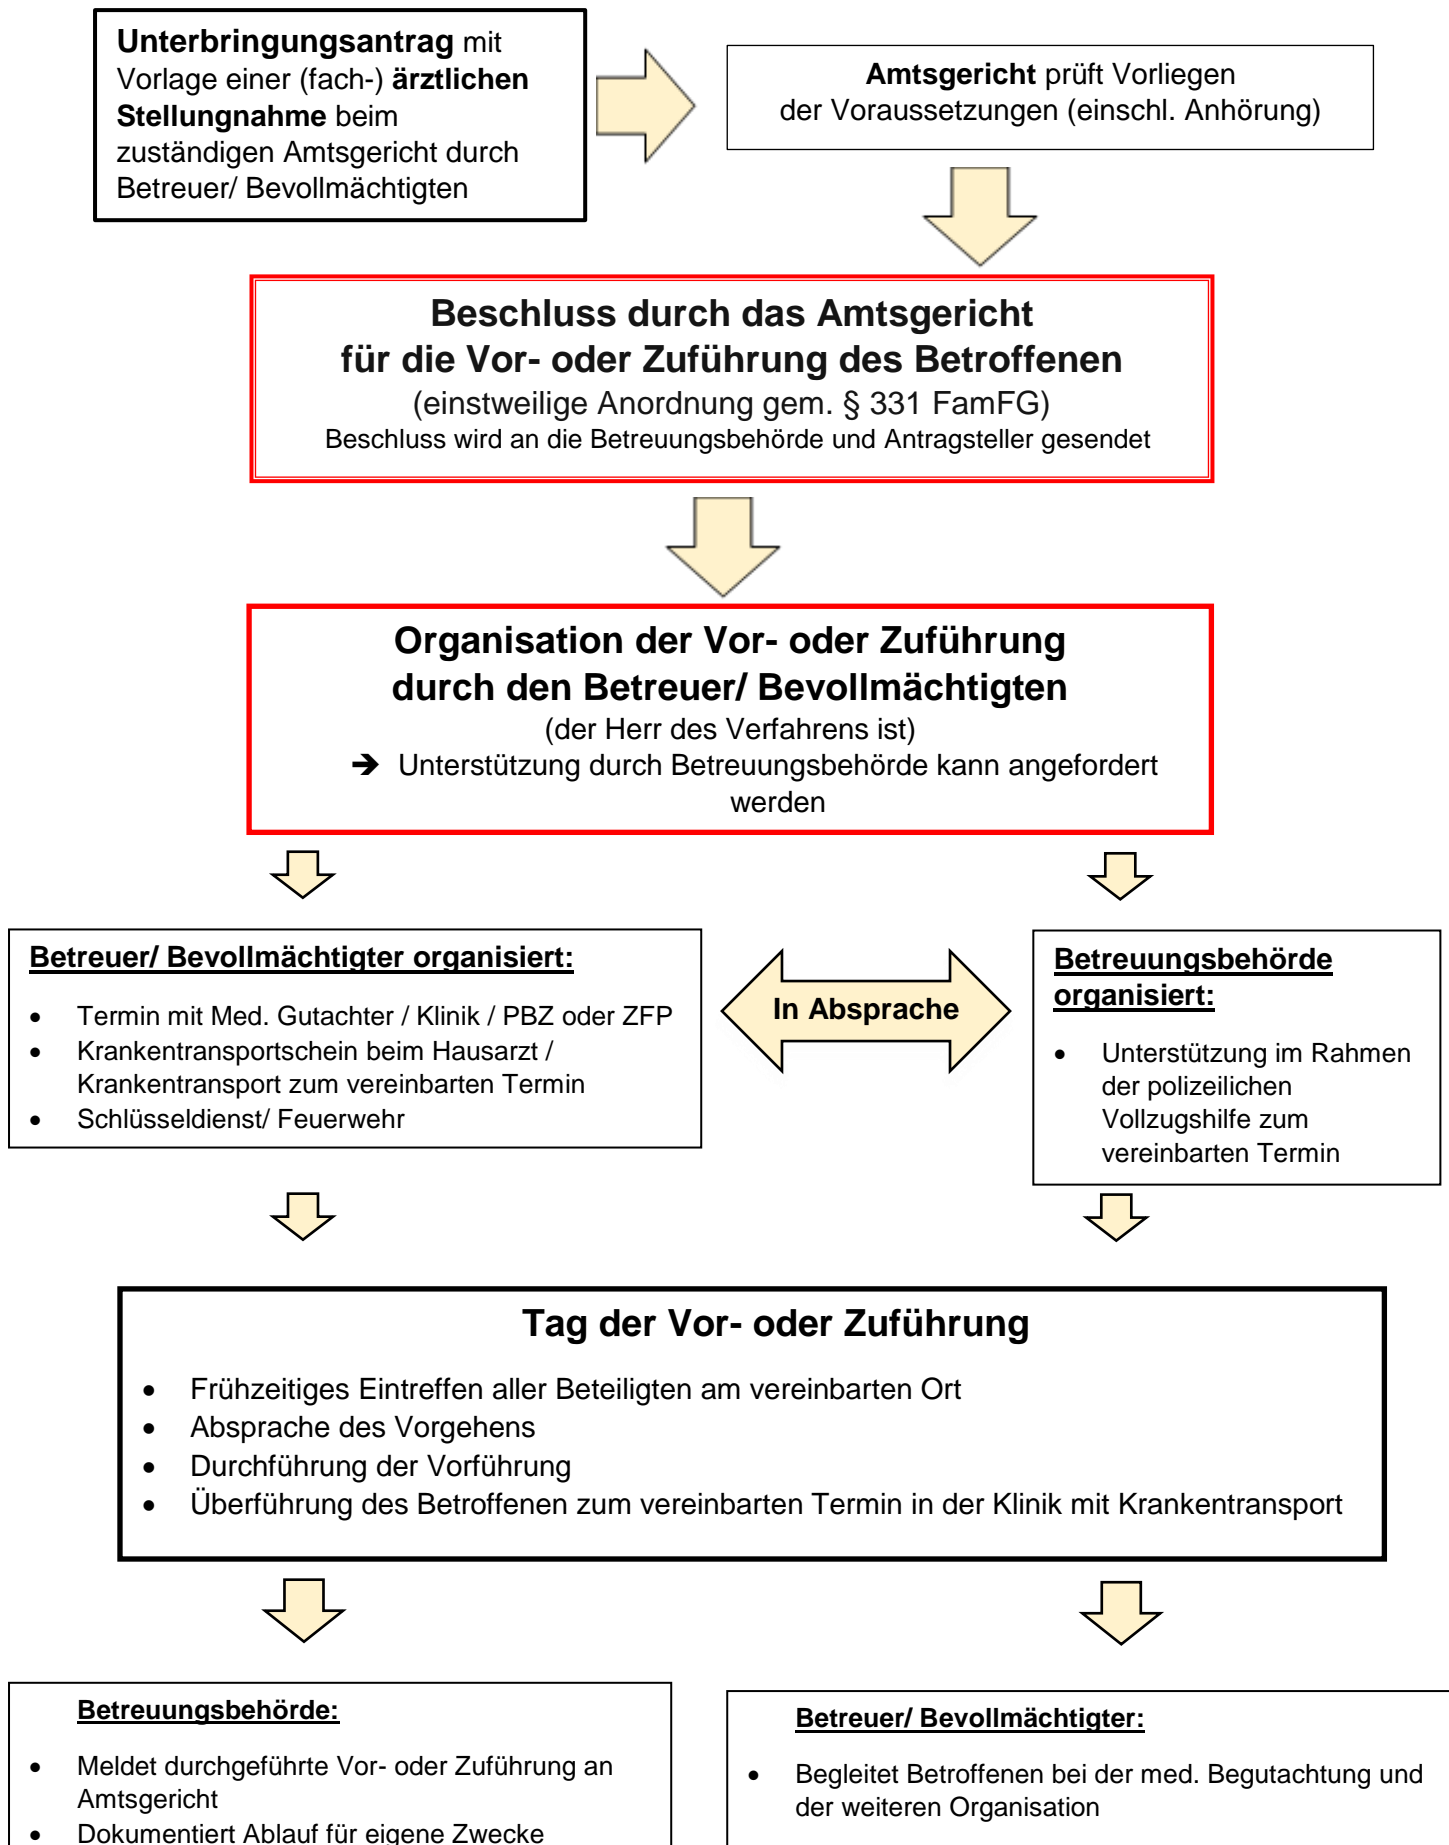 Unterbringungsantrag mit
Vorlage einer (fach-) ärztlichen
Stellungnahme beim
zuständigen Amtsgericht durch
Betreuer/ Bevollmächtigten
Amtsgericht prüft Vorliegen
der Voraussetzungen (einschl. Anhörung)
Beschluss durch das Amtsgericht
für die Vor- oder Zuführung des Betroffenen
(einstweilige Anordnung gem. § 331 FamFG)
Beschluss wird an die Betreuungsbehörde und Antragsteller gesendet
Organisation der Vor- oder Zuführung
durch den Betreuer/ Bevollmächtigten
(der Herr des Verfahrens ist)
➔ Unterstützung durch Betreuungsbehörde kann angefordert
werden
Betreuer/ Bevollmächtigter organisiert:
• Termin mit Med. Gutachter / Klinik / PBZ oder ZFP
• Krankentransportschein beim Hausarzt /
Krankentransport zum vereinbarten Termin
• Schlüsseldienst/ Feuerwehr
In Absprache
Betreuungsbehörde
organisiert:
• Unterstützung im Rahmen
der polizeilichen
Vollzugshilfe zum
vereinbarten Termin
Tag der Vor- oder Zuführung
• Frühzeitiges Eintreffen aller Beteiligten am vereinbarten Ort
• Absprache des Vorgehens
• Durchführung der Vorführung
• Überführung des Betroffenen zum vereinbarten Termin in der Klinik mit Krankentransport
Betreuungsbehörde:
• Meldet durchgeführte Vor- oder Zuführung an
Amtsgericht
• Dokumentiert Ablauf für eigene Zwecke
Betreuer/ Bevollmächtigter:
• Begleitet Betroffenen bei der med. Begutachtung und
der weiteren Organisation